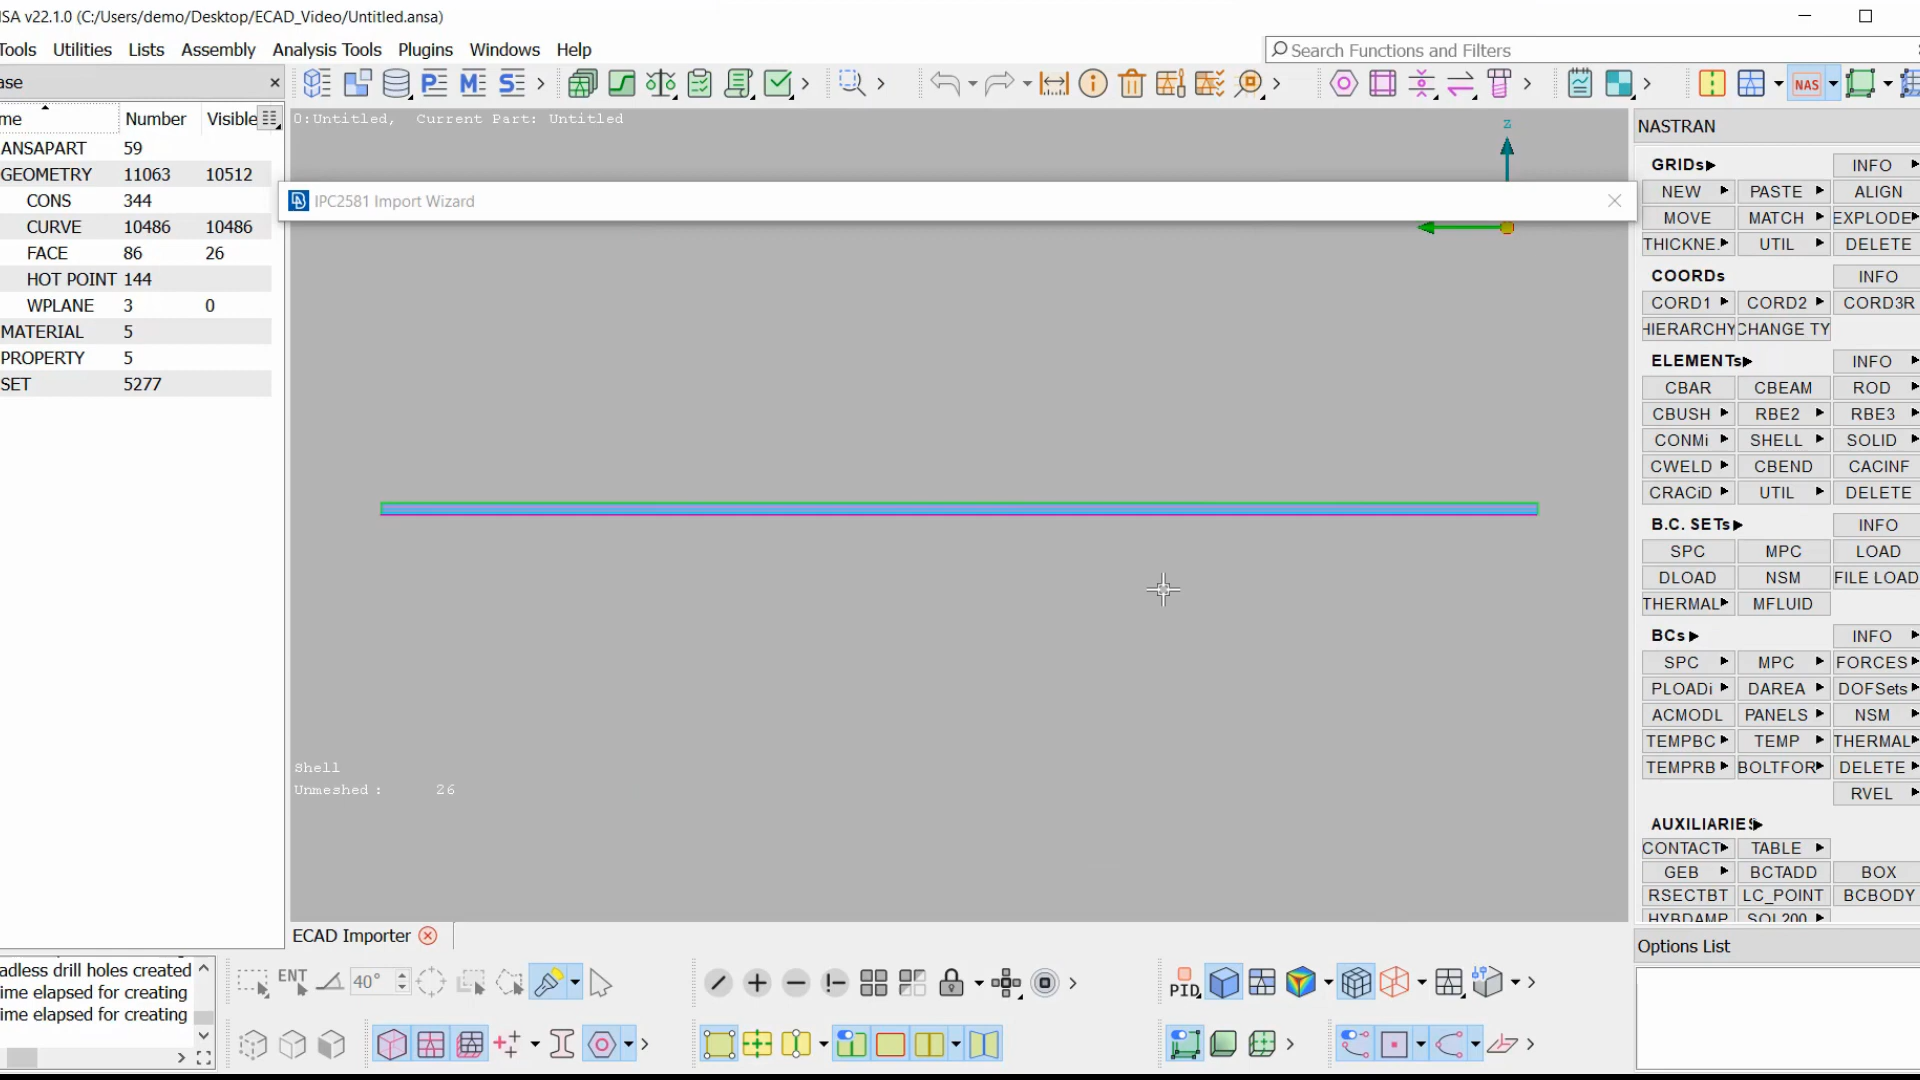 ISA v22.1.0 (C:/Users/demo/Desktop/ECAD_Video/Untitled.ansa)
Tools Utilities Lists Assembly Analysis Tools Plugins Windows Help
Search Functions and Filters
ase
me Number Visible
ANSAPART 59
GEOMETRY 11063 10512
CONS 344
CURVE 10486 10486
FACE 86 26
HOT POINT 144
WPLANE 3 0
MATERIAL 5
PROPERTY 5
SET 5277
P M S
NAS
0:Untitled, Current Part: Untitled
Z
IPC2581 Import Wizard
Shell
Unmeshed : 26
ECAD Importer
NASTRAN
GRIDs INFO
NEW PASTE ALIGN
MOVE MATCH EXPLODE
THICKNE. UTIL DELETE
COORDs INFO
CORD1 CORD2 CORD3R
HIERARCHY CHANGE TY
ELEMENTs INFO
CBAR CBEAM ROD
CBUSH RBE2 RBE3
CONMi SHELL SOLID
CWELD CBEND CACINF
CRACiD UTIL DELETE
B.C. SETs INFO
SPC MPC LOAD
DLOAD NSM FILE LOAD
THERMAL MFLUID
BCs INFO
SPC MPC FORCES
PLOADi DAREA DOFSets
ACMODL PANELS NSM
TEMPBC TEMP THERMAL
TEMPRB BOLTFOR DELETE
RVEL
AUXILIARIES
CONTACT TABLE
GEB BCTADD BOX
RSECTBT LC_POINT BCBODY
HYBDAMP SOL200
Options List
adless drill holes created
ime elapsed for creating
ime elapsed for creating
ENT 40°
PID